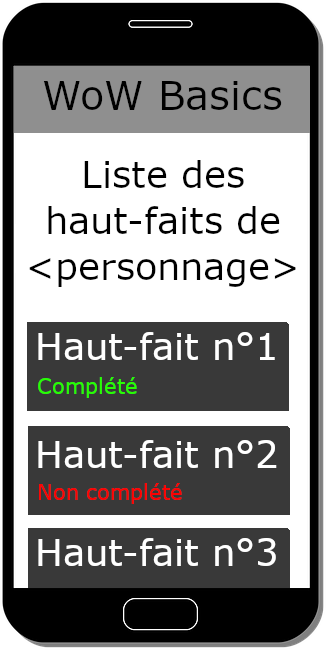 WoW Basics
Liste des
haut-faits de
<personnage>
Haut-fait n°1
Complété
Haut-fait n°2
Non complété
Haut-fait n°3